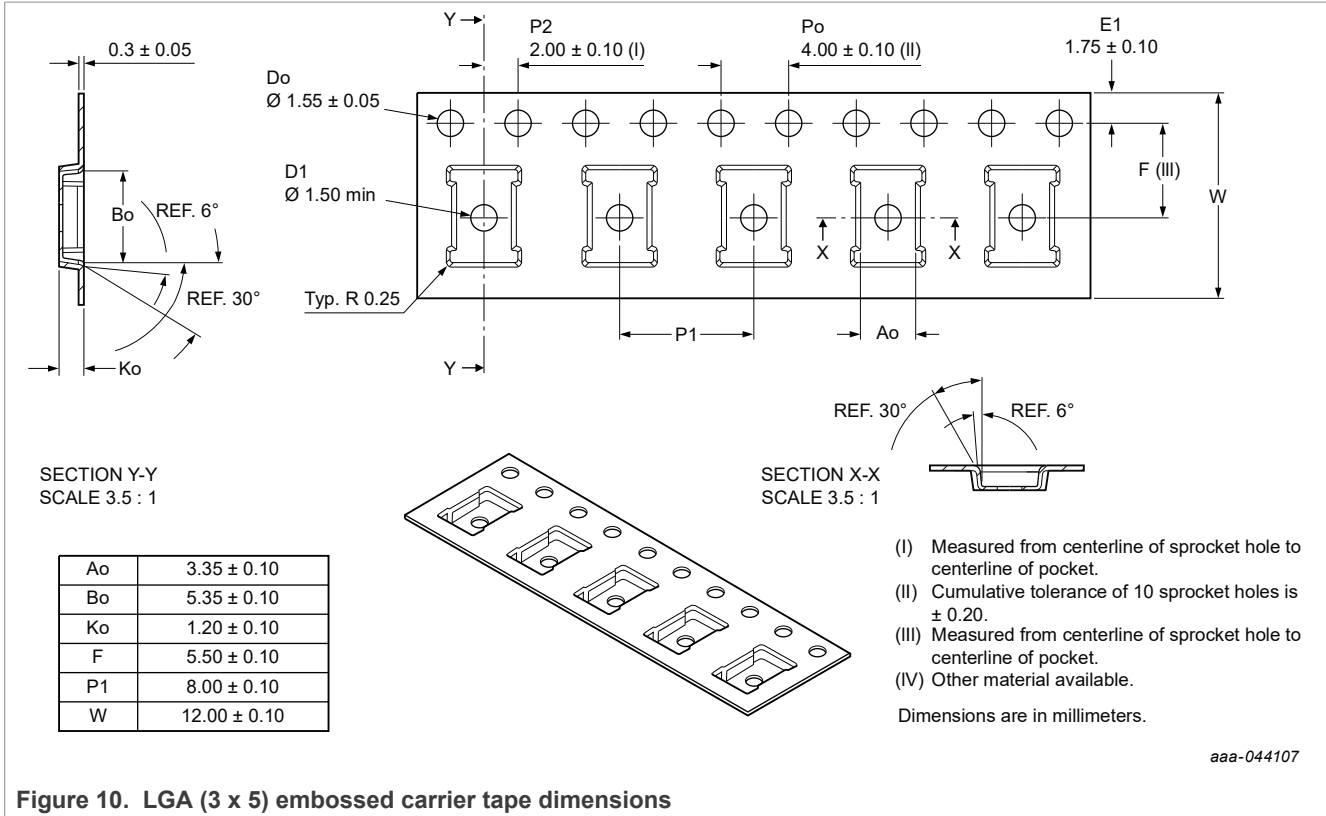 0.3 ± 0.05
Y
P2
2.00 ± 0.10 (I)
Po
4.00 ± 0.10 (II)
E1
1.75 ± 0.10
Do
Ø 1.55 ± 0.05
D1
Ø 1.50 min
Bo
REF. 6°
REF. 30°
Ko
Typ. R 0.25
Y
P1
X
X
Ao
F (III)
W
REF. 30°
REF. 6°
SECTION Y-Y
SCALE 3.5 : 1
SECTION X-X
SCALE 3.5 : 1
Ao 3.35 ± 0.10
Bo 5.35 ± 0.10
Ko 1.20 ± 0.10
F 5.50 ± 0.10
P1 8.00 ± 0.10
W 12.00 ± 0.10
(I) Measured from centerline of sprocket hole to
centerline of pocket.
(II) Cumulative tolerance of 10 sprocket holes is
± 0.20.
(III) Measured from centerline of sprocket hole to
centerline of pocket.
(IV) Other material available.
Dimensions are in millimeters.
aaa-044107
Figure 10. LGA (3 x 5) embossed carrier tape dimensions